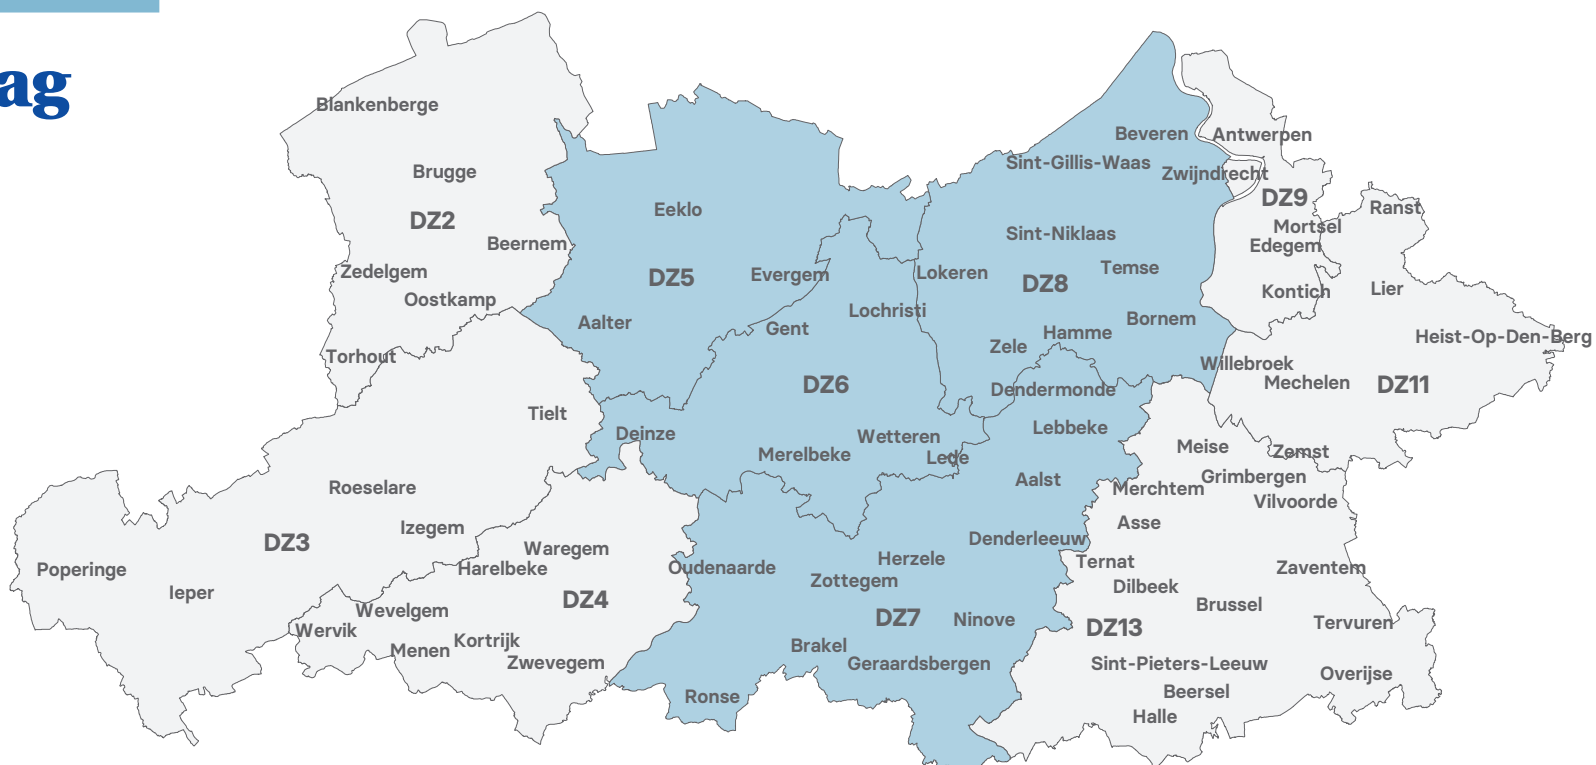 ag
Blankenberge
Brugge
DZ2
Beernem
Zedelgem
Oostkamp
Torhout
Eeklo
DZ5
Evergem
Aalter
Lochristi
Gent
DZ6
Deinze
Wetteren
Merelbeke
Lede
Beveren
Sint-Gillis-Waas
Sint-Niklaas
Lokeren
Temse
DZ8
Bornem
Hamme
Zele
Antwerpen
Zwijndrecht
DZ9
Mortsel
Edegem
Kontich
Ranst
Lier
Heist-Op-Den-Berg
Willebroek
Mechelen
DZ11
Zemst
Tielt
Roeselare
Izegem
DZ3
Poperinge
Ieper
Waregem
Harelbeke
DZ4
Wevelgem
Wervik
Menen
Kortrijk
Zwevegem
Dendermonde
Lebbeke
Aalst
Denderleeuw
Oudenaarde
Herzele
Zottegem
DZ7
Ninove
Brakel
Geraardsbergen
Ronse
Meise
Grimbergen
Merchtem
Vilvoorde
Asse
Ternat
Zaventem
Dilbeek
Brussel
DZ13
Tervuren
Sint-Pieters-Leeuw
Overijse
Beersel
Halle